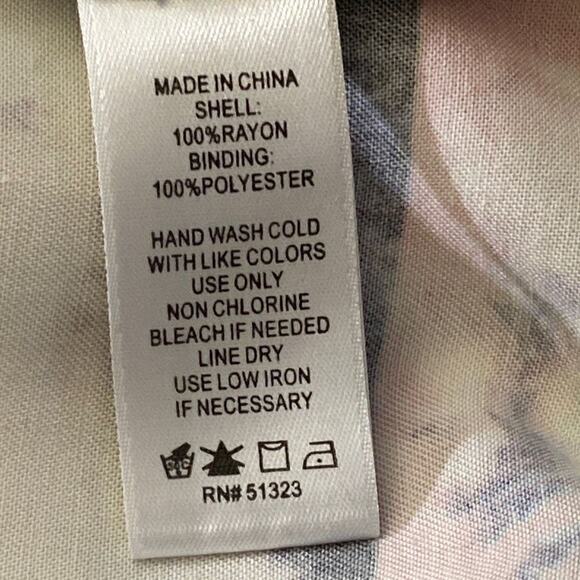 MADE IN CHINA
SHELL:
100%RAYON
BINDING:
100%POLYESTER
HAND WASH COLD
WITH LIKE COLORS
USE ONLY
NON CHLORINE
BLEACH IF NEEDED
LINE DRY
USE LOW IRON
IF NECESSARY
RN# 51323